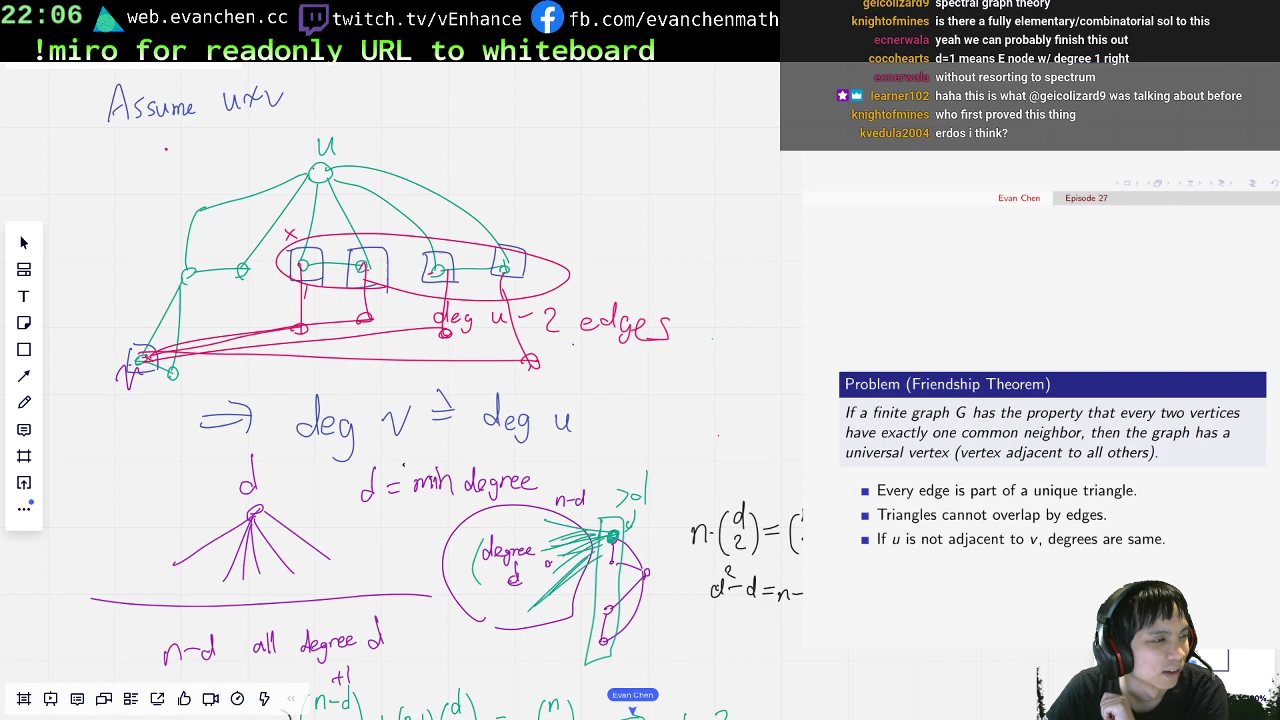 22:06 web.evanchen.cc twitch.tv/vEnhance fb.com/evanchenmath
!miro for readonly URL to whiteboard
geicolizard9 spectral graph theory
knightofmines is there a fully elementary/combinatorial sol to this
ecnerwala yeah we can probably finish this out
cocohearts d=1 means E node w/ degree 1 right
ecnerwala without resorting to spectrum
learner102 haha this is what @geicolizard9 was talking about before
knightofmines who first proved this thing
kvedula2004 erdos i think?
Assume u≁v
u
x
deg u - 2 edges
v
⇒ deg v ≥ deg u
d
d = min degree
n-d
>d
degree
d
n-d all degree d
+1
Evan Chen Episode 27
Problem (Friendship Theorem)
If a finite graph G has the property that every two vertices
have exactly one common neighbor, then the graph has a
universal vertex (vertex adjacent to all others).
Every edge is part of a unique triangle.
Triangles cannot overlap by edges.
If u is not adjacent to v, degrees are same.
Evan Chen